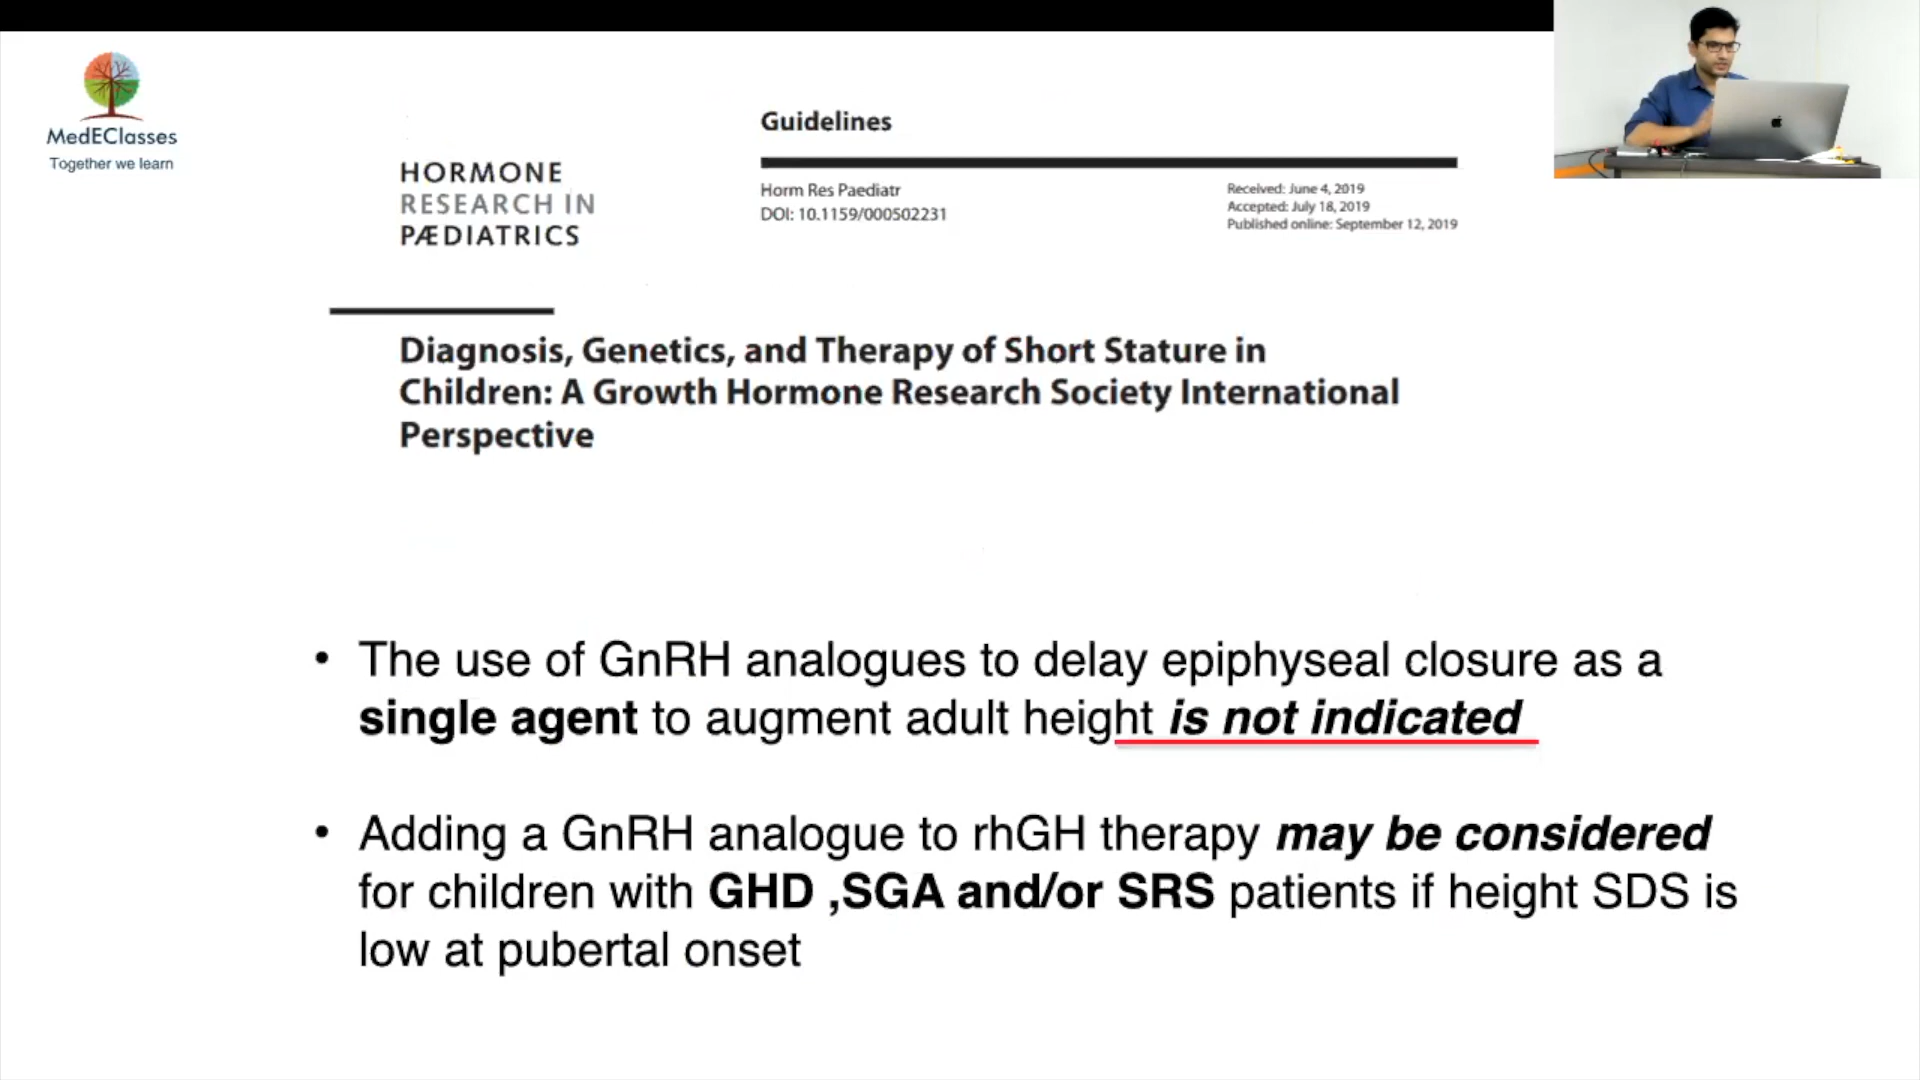 MedEClasses
Together we learn
Guidelines
HORMONE
RESEARCH IN
PÆDIATRICS
Horm Res Paediatr
DOI: 10.1159/000502231
Received: June 4, 2019
Accepted: July 18, 2019
Published online: September 12, 2019
Diagnosis, Genetics, and Therapy of Short Stature in
Children: A Growth Hormone Research Society International
Perspective
• The use of GnRH analogues to delay epiphyseal closure as a
single agent to augment adult height is not indicated
• Adding a GnRH analogue to rhGH therapy may be considered
for children with GHD ,SGA and/or SRS patients if height SDS is
low at pubertal onset